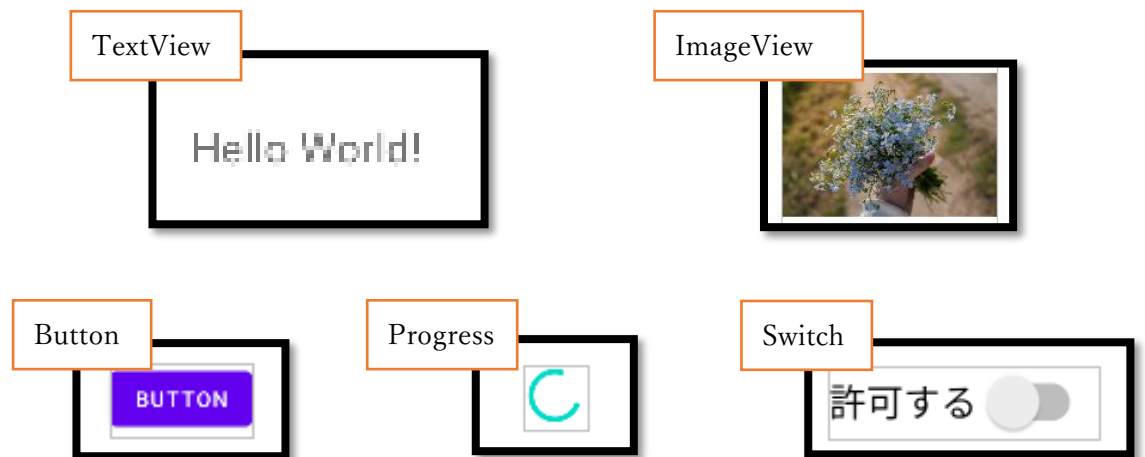 TextView
Hello World!
ImageView
Button
BUTTON
Progress
Switch
許可する